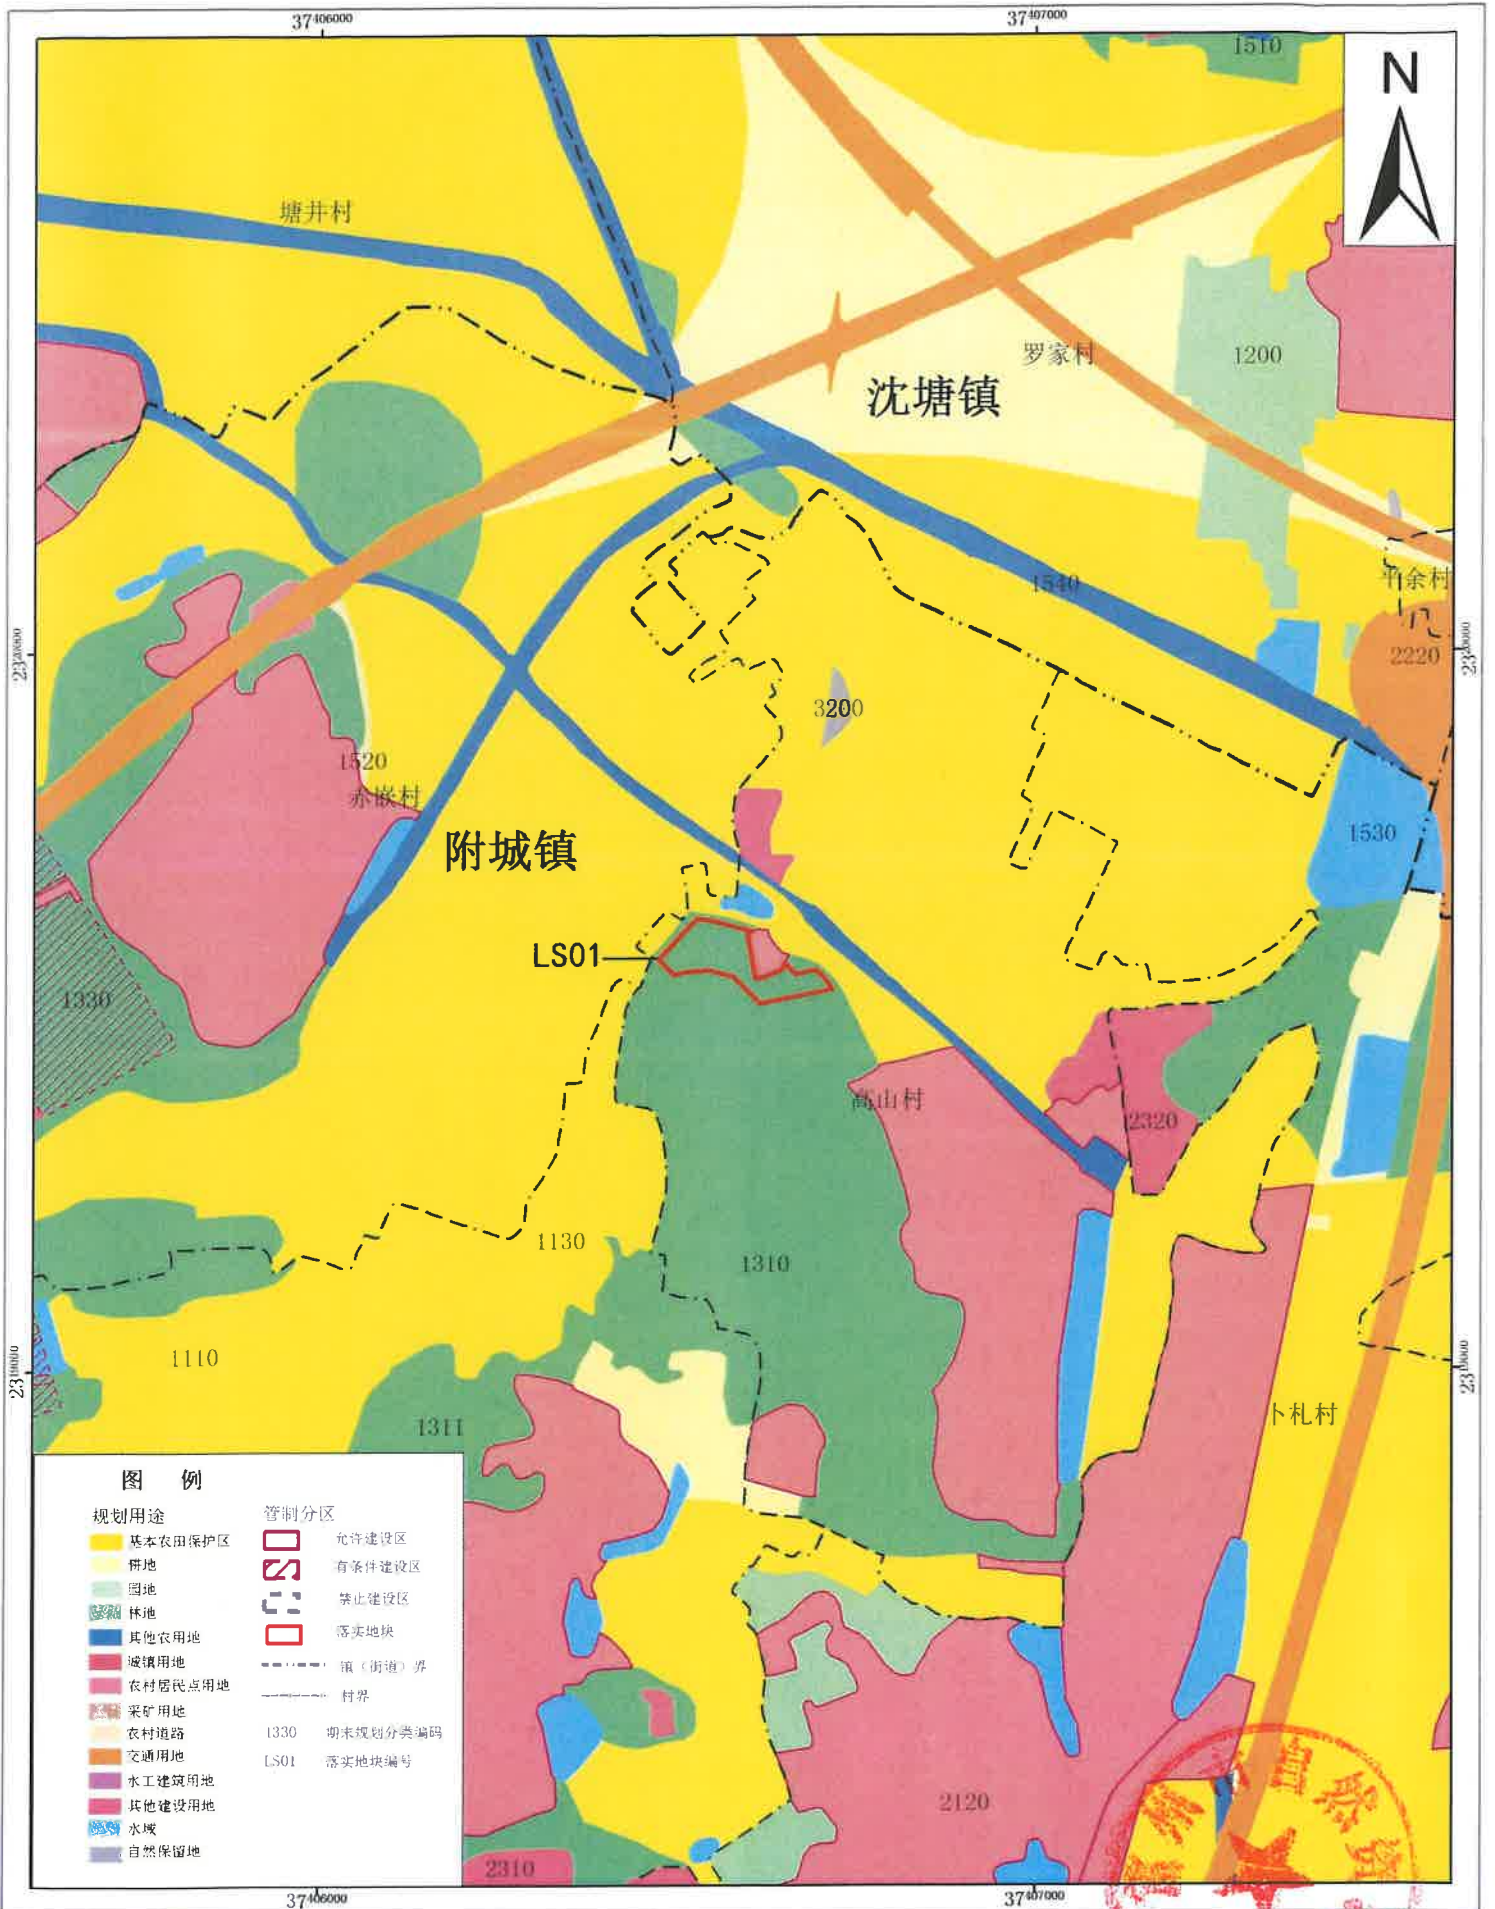 37406000
37407000
1510
N
塘井村
罗家村
1200
沈塘镇
1540
平余村
2320000
2320000
2220
3200
1520
赤嵌村
1530
附城镇
LS01
1330
高山村
2320
1130
1310
1110
2319000
2319000
1311
卜札村
图 例
规划用途
管制分区
基本农田保护区
允许建设区
耕地
有条件建设区
园地
禁止建设区
林地
落实地块
其他农用地
城镇用地
镇（街道）界
农村居民点用地
村界
采矿用地
农村道路
1330 期末规划分类编码
交通用地
LS01 落实地块编号
水工建筑用地
其他建设用地
水域
自然保留地
2120
2310
37406000
37407000